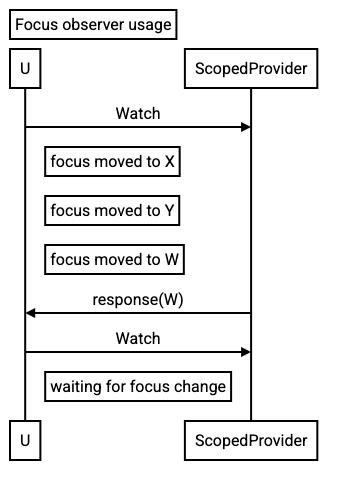 Focus observer usage
U
ScopedProvider
Watch
focus moved to X
focus moved to Y
focus moved to W
response(W)
Watch
waiting for focus change
U
ScopedProvider